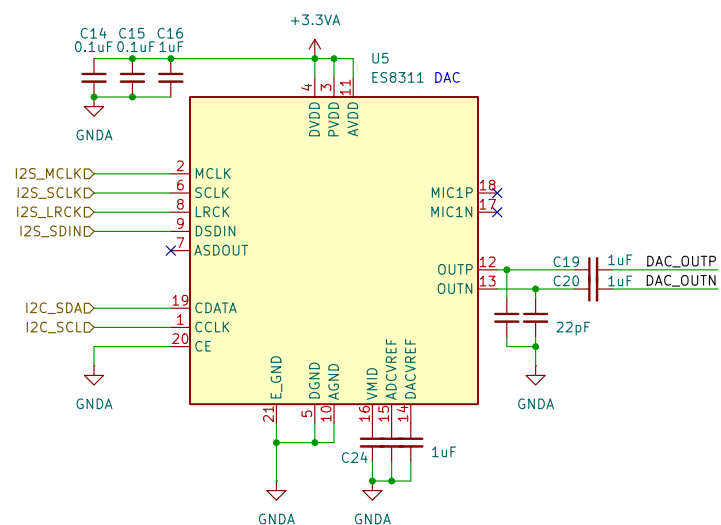 +3.3VA
C14
C15
C16
0.1uF
0.1uF
1uF
U5
ES8311 DAC
GNDA
4
3
11
DVDD
PVDD
AVDD
I2S_MCLK
2
MCLK
I2S_SCLK
6
SCLK
I2S_LRCK
8
LRCK
I2S_SDIN
9
DSDIN
7
ASDOUT
MIC1P
18
MIC1N
17
OUTP
12
C19
1uF
DAC_OUTP
OUTN
13
C20
1uF
DAC_OUTN
I2C_SDA
19
CDATA
I2C_SCL
1
CCLK
20
CE
22pF
GNDA
GNDA
E_GND
DGND
AGND
VMID
ADCVREF
DACVREF
21
5
10
16
15
14
C24
1uF
GNDA
GNDA